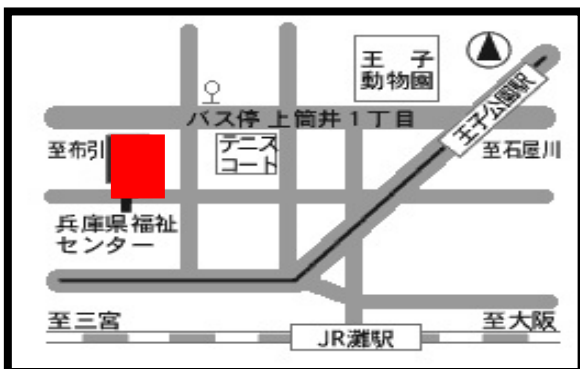 王子
動物園
王子公園駅
バス停 上筒井1丁目
至布引
テニス
コート
至石屋川
兵庫県福祉
センター
至三宮
至大阪
JR灘駅